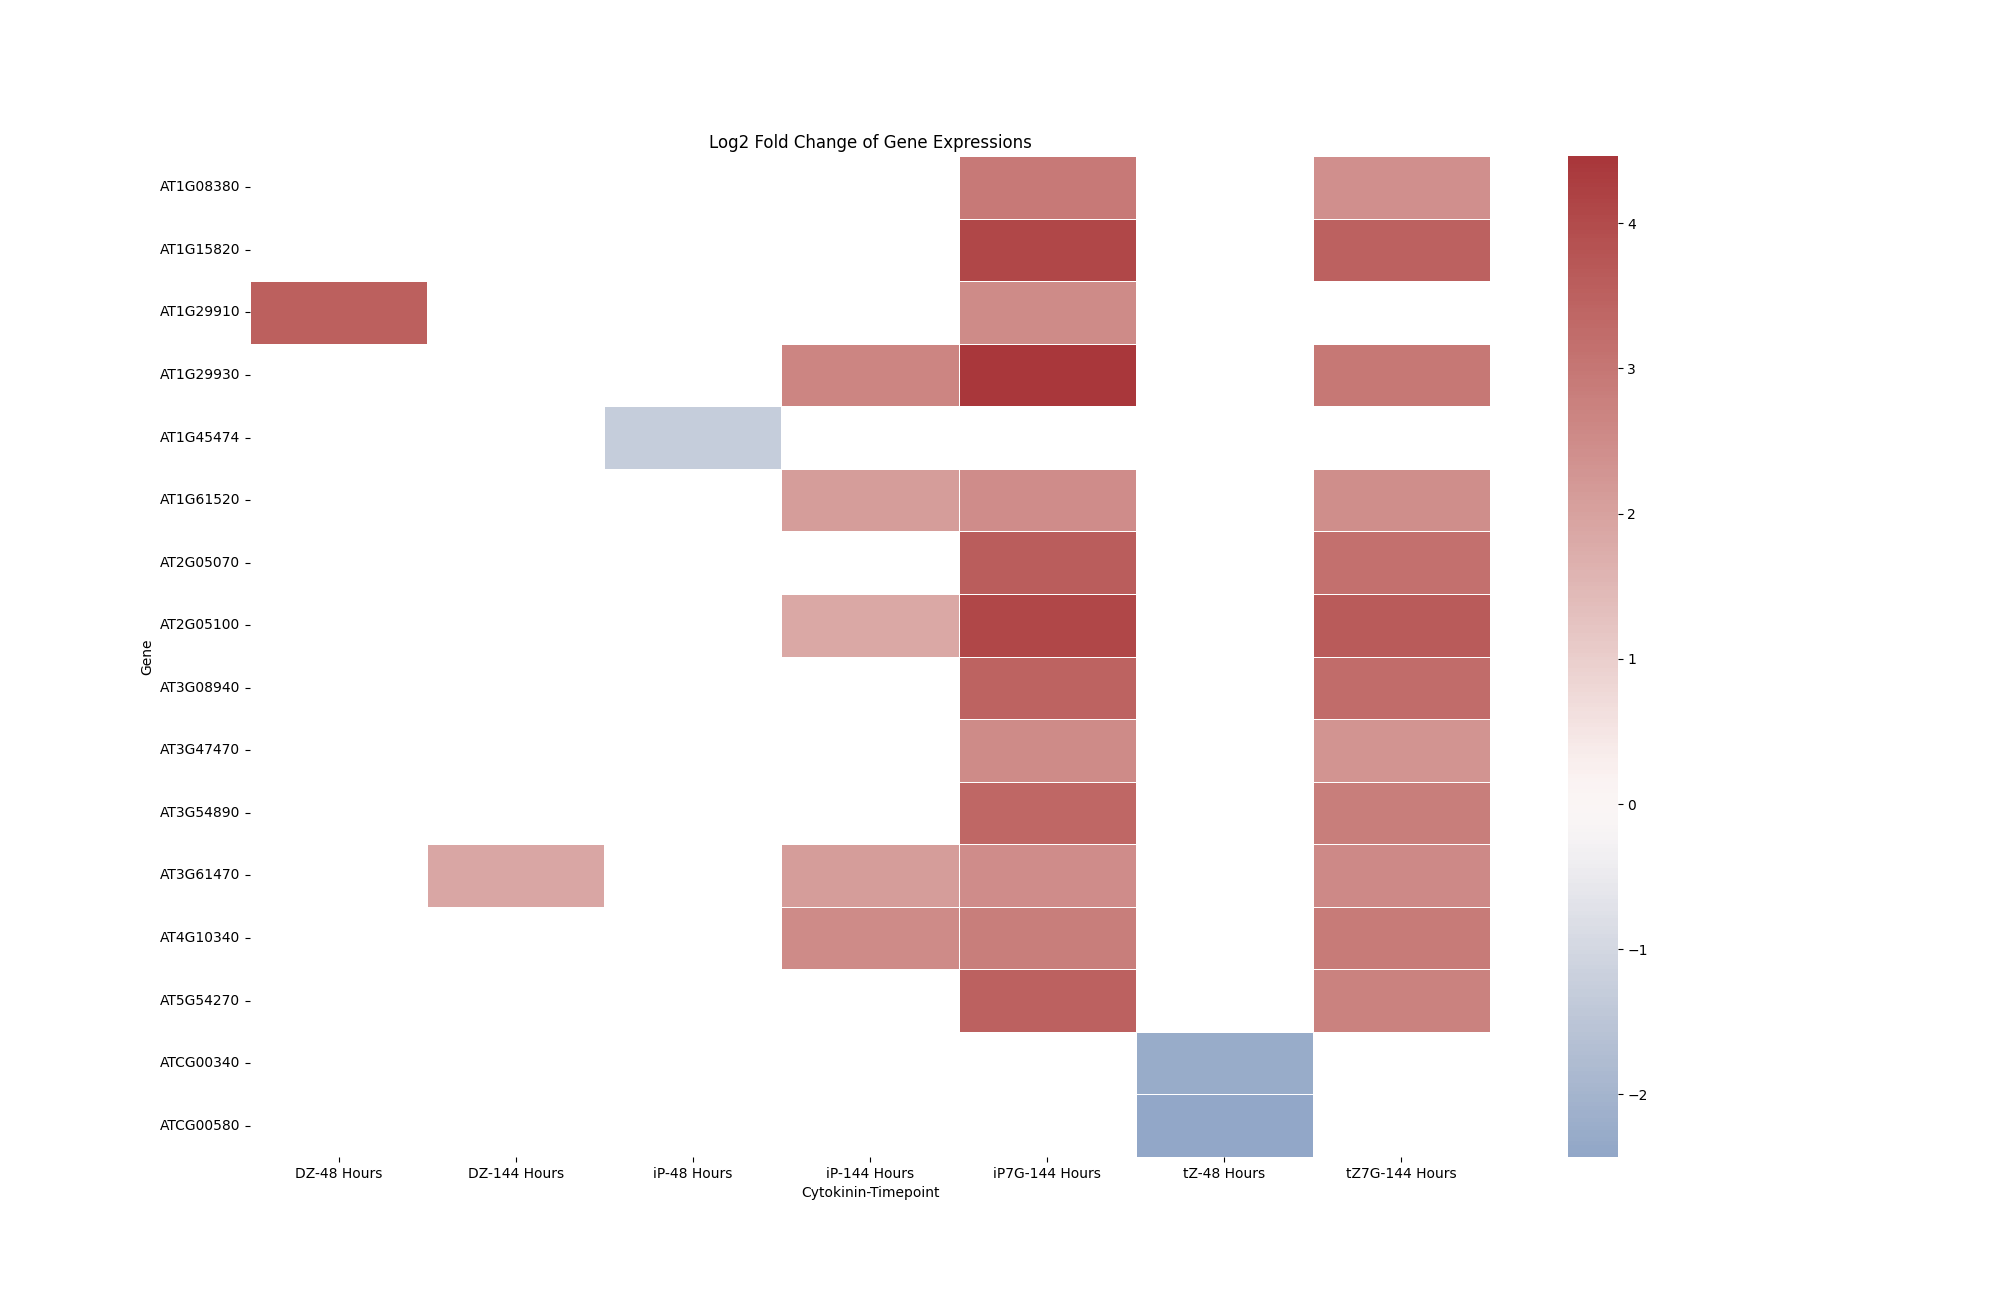 Log2 Fold Change of Gene Expressions
AT1G08380
AT1G15820
AT1G29910
AT1G29930
AT1G45474
AT1G61520
AT2G05070
AT2G05100
AT3G08940
AT3G47470
AT3G54890
AT3G61470
AT4G10340
AT5G54270
ATCG00340
ATCG00580
Gene
DZ-48 Hours
DZ-144 Hours
iP-48 Hours
iP-144 Hours
iP7G-144 Hours
tZ-48 Hours
tZ7G-144 Hours
Cytokinin-Timepoint
4
3
2
1
0
−1
−2